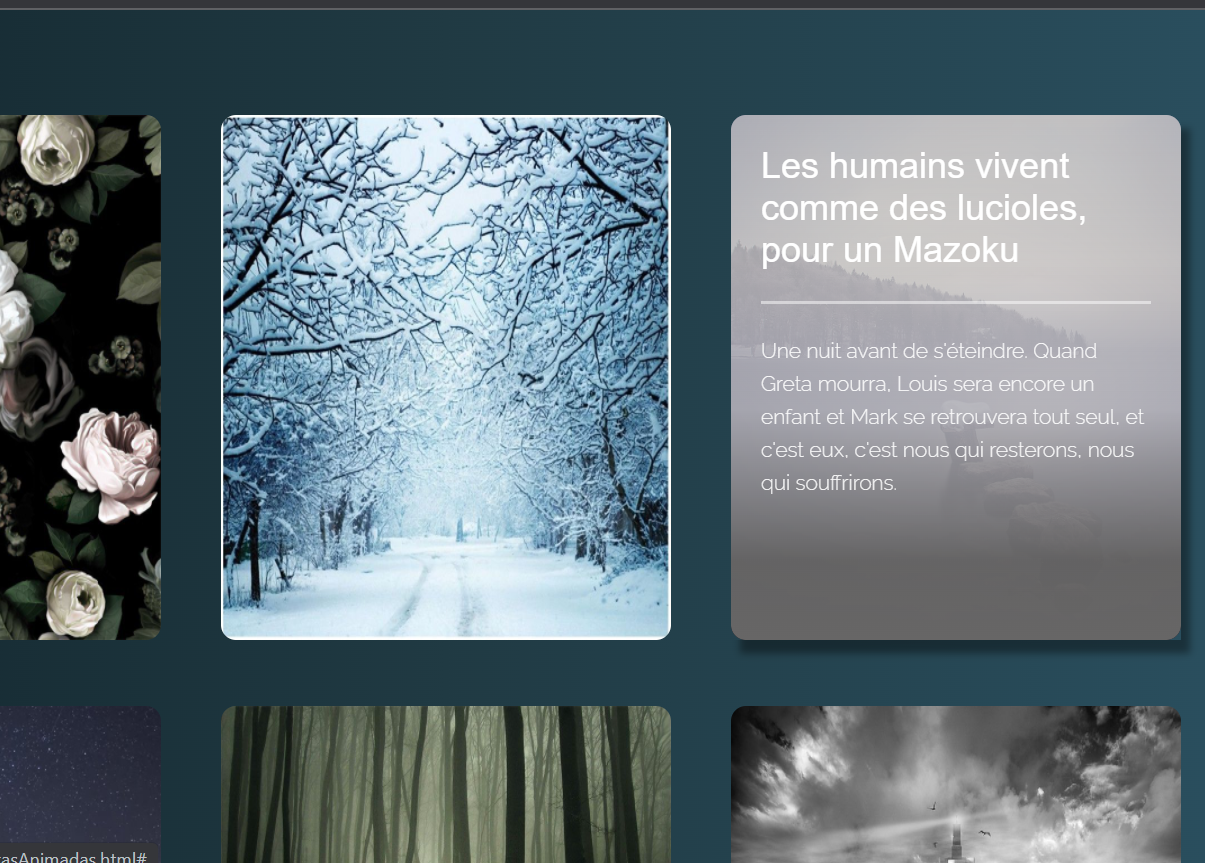 Les humains vivent
comme des lucioles,
pour un Mazoku
Une nuit avant de s'éteindre. Quand
Greta mourra, Louis sera encore un
enfant et Mark se retrouvera tout seul, et
c'est eux, c'est nous qui resterons, nous
qui souffrirons.
asAnimadas.html#